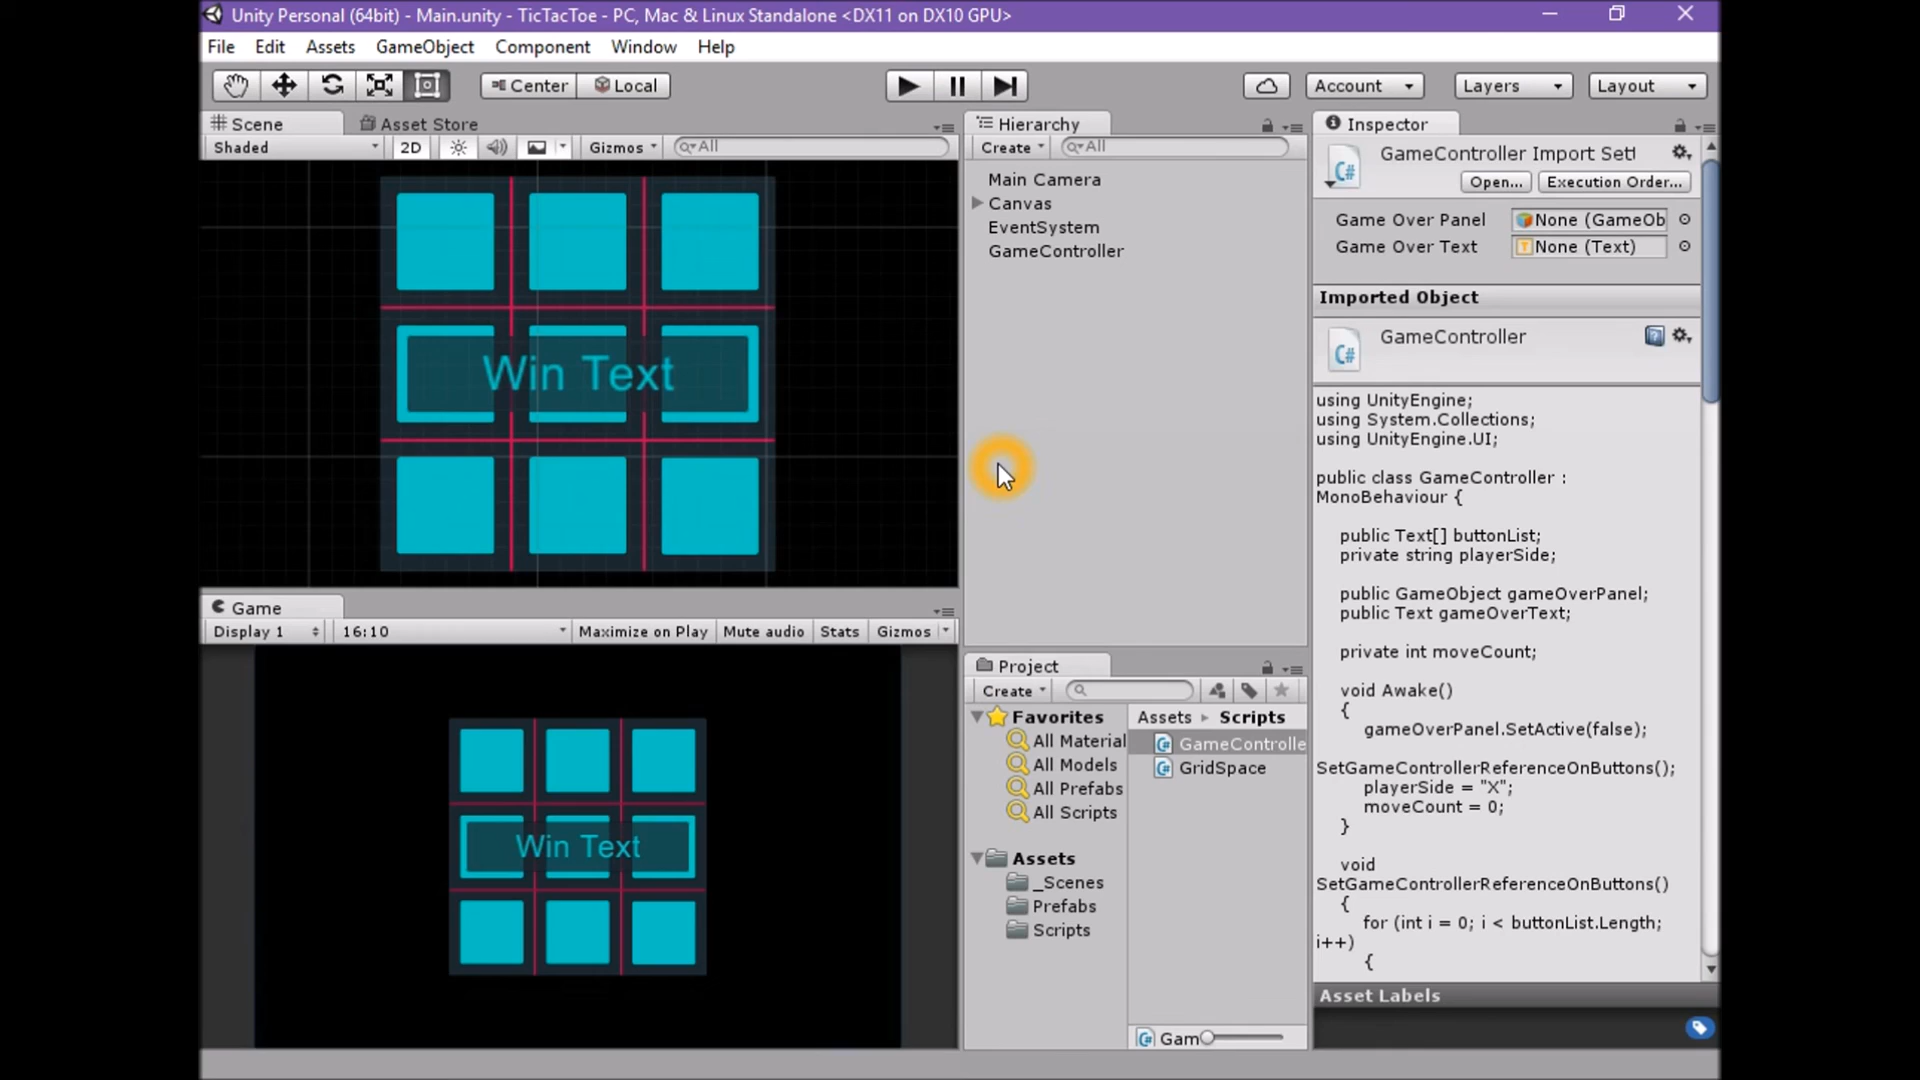 Unity Personal (64bit) - Main.unity - TicTacToe - PC, Mac & Linux Standalone <DX11 on DX10 GPU>
File Edit Assets GameObject Component Window Help
Center Local Account Layers Layout
Scene Asset Store
Shaded 2D Gizmos All
Win Text
Game
Display 1 16:10 Maximize on Play Mute audio Stats Gizmos
Win Text
Hierarchy
Create All
Main Camera
Canvas
EventSystem
GameController
Project
Create
Favorites
All Material
All Models
All Prefabs
All Scripts
Assets
_Scenes
Prefabs
Scripts
Assets Scripts
GameControlle
GridSpace
Gam
Inspector
GameController Import Sett
Open... Execution Order...
Game Over Panel None (GameOb
Game Over Text None (Text)
Imported Object
GameController
using UnityEngine;
using System.Collections;
using UnityEngine.UI;
public class GameController :
MonoBehaviour {
public Text[] buttonList;
private string playerSide;
public GameObject gameOverPanel;
public Text gameOverText;
private int moveCount;
void Awake()
{
gameOverPanel.SetActive(false);
SetGameControllerReferenceOnButtons();
playerSide = "X";
moveCount = 0;
}
void
SetGameControllerReferenceOnButtons()
{
for (int i = 0; i < buttonList.Length;
i++)
{
Asset Labels